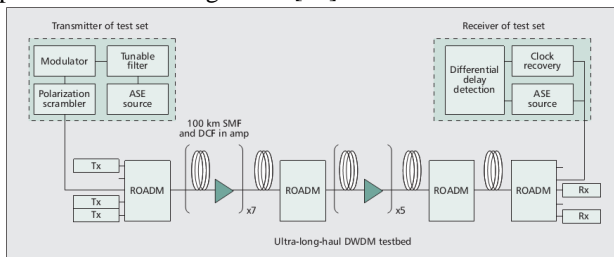 Transmitter of test set
Receiver of test set
Modulator
Tunable
filter
Polarization
scrambler
ASE
source
Differential
delay
detection
Clock
recovery
ASE
source
100 km SMF
and DCF in amp
Tx
Tx
Tx
ROADM
x7
ROADM
x5
ROADM
ROADM
Rx
Rx
Ultra-long-haul DWDM testbed